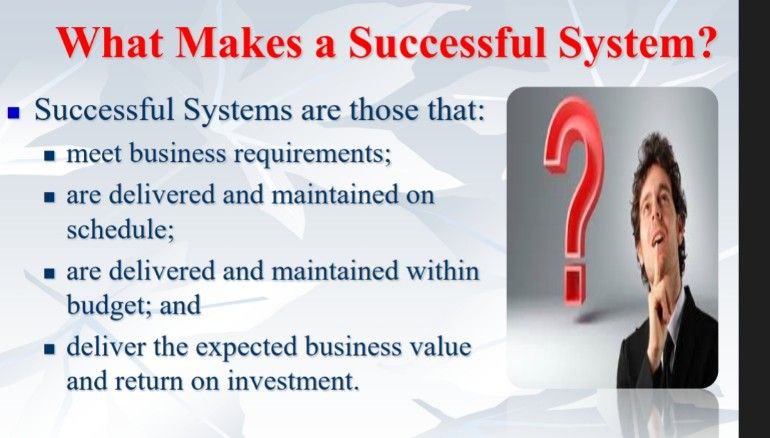 What Makes a Successful System?
Successful Systems are those that:
meet business requirements;
are delivered and maintained on
schedule;
are delivered and maintained within
budget; and
deliver the expected business value
and return on investment.